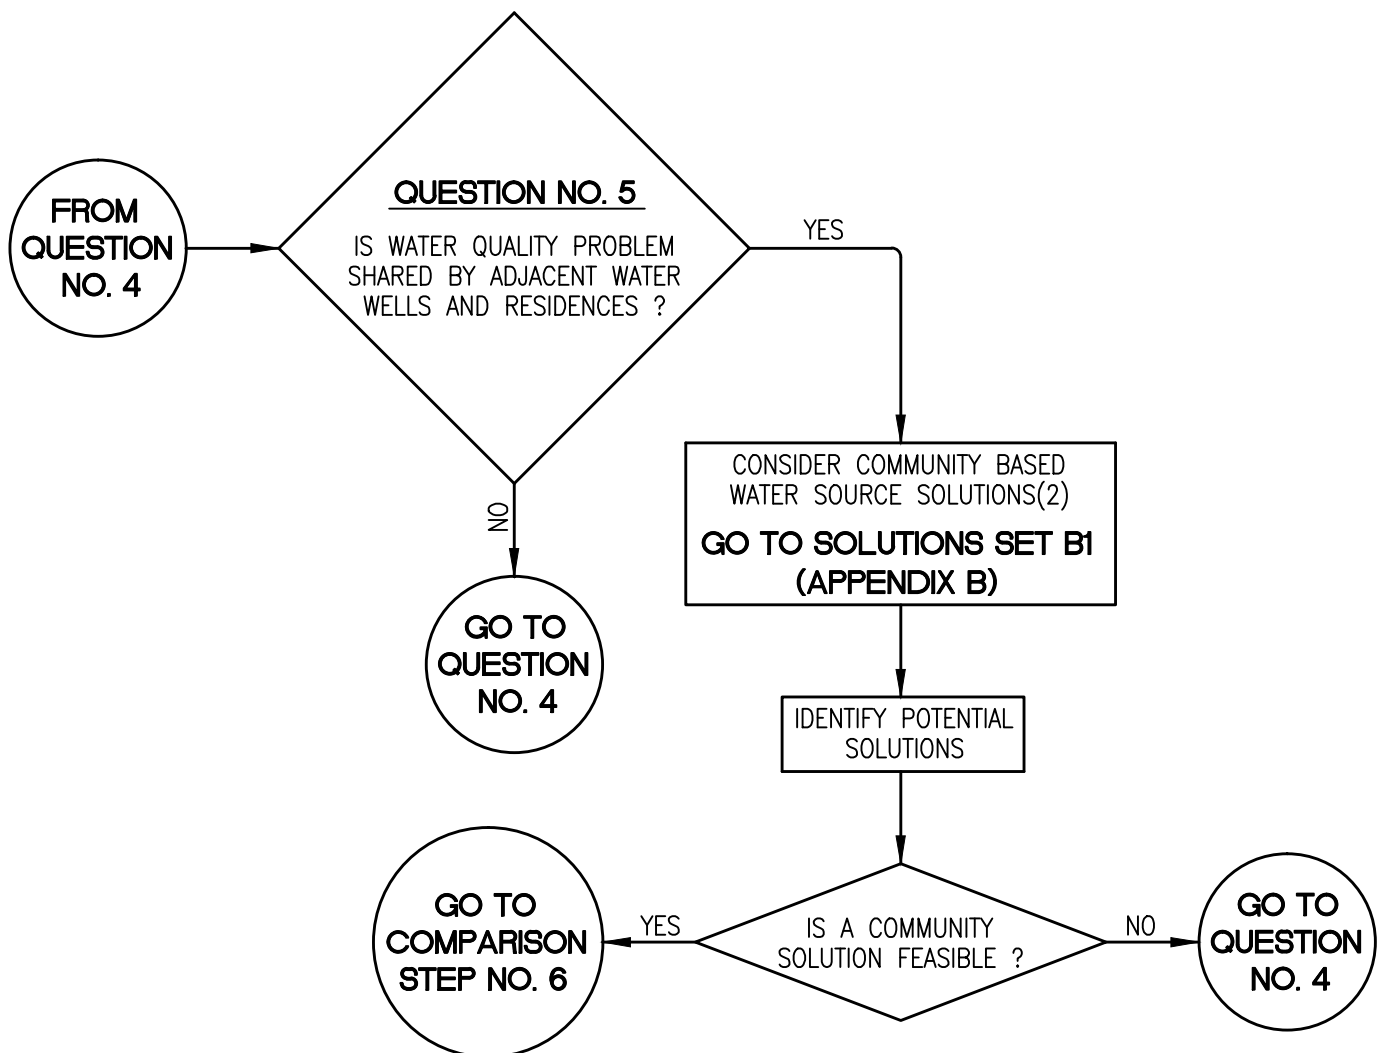 FROM
QUESTION
NO. 4
QUESTION NO. 5
IS WATER QUALITY PROBLEM
SHARED BY ADJACENT WATER
WELLS AND RESIDENCES ?
YES
NO
GO TO
QUESTION
NO. 4
CONSIDER COMMUNITY BASED
WATER SOURCE SOLUTIONS(2)
GO TO SOLUTIONS SET B1
(APPENDIX B)
IDENTIFY POTENTIAL
SOLUTIONS
IS A COMMUNITY
SOLUTION FEASIBLE ?
YES
GO TO
COMPARISON
STEP NO. 6
NO
GO TO
QUESTION
NO. 4